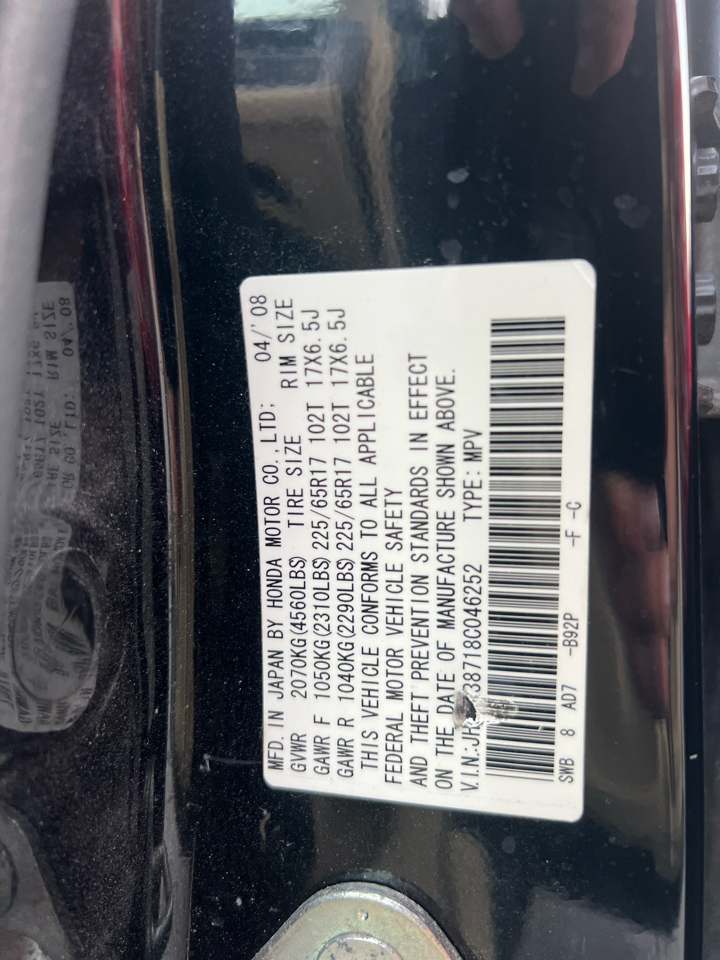 MFD. IN JAPAN BY HONDA MOTOR CO., LTD; 04/'08
GVWR 2070KG(4560LBS) TIRE SIZE RIM SIZE
GAWR F 1050KG(2310LBS) 225/65R17 102T 17X6.5J
GAWR R 1040KG(2290LBS) 225/65R17 102T 17X6.5J
THIS VEHICLE CONFORMS TO ALL APPLICABLE
FEDERAL MOTOR VEHICLE SAFETY
AND THEFT PREVENTION STANDARDS IN EFFECT
ON THE DATE OF MANUFACTURE SHOWN ABOVE.
V.I.N: TYPE: MPV
SWB 8 AD7 -B92P -F -C